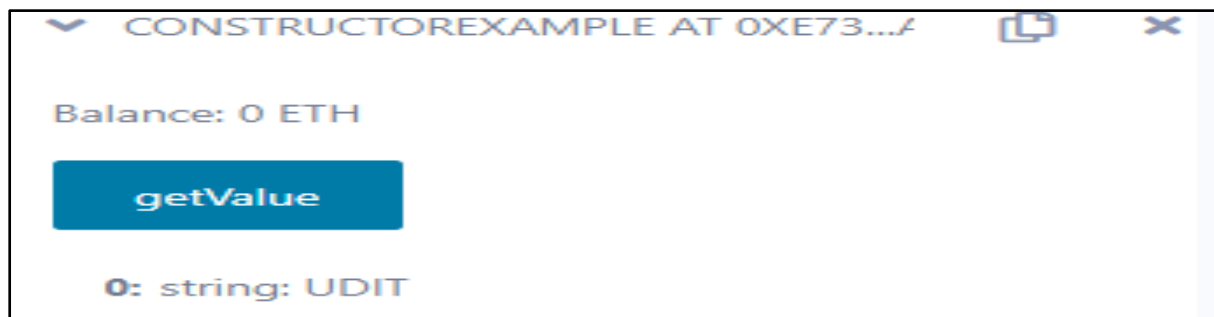 CONSTRUCTOREXAMPLE AT 0XE73...A
Balance: 0 ETH
getValue
0: string: UDIT